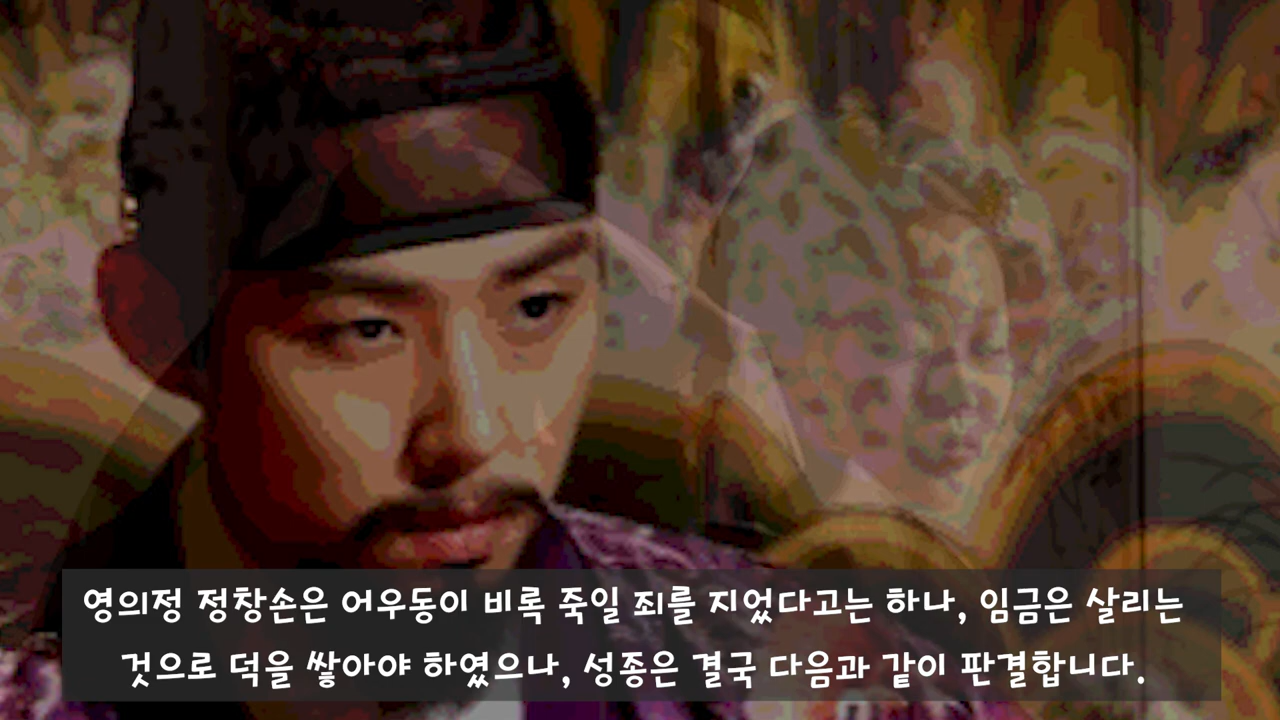 영의정 정창손은 어우동이 비록 죽일 죄를 지었다고는 하나, 임금은 살리는
것으로 덕을 쌓아야 하였으나, 성종은 결국 다음과 같이 판결합니다.